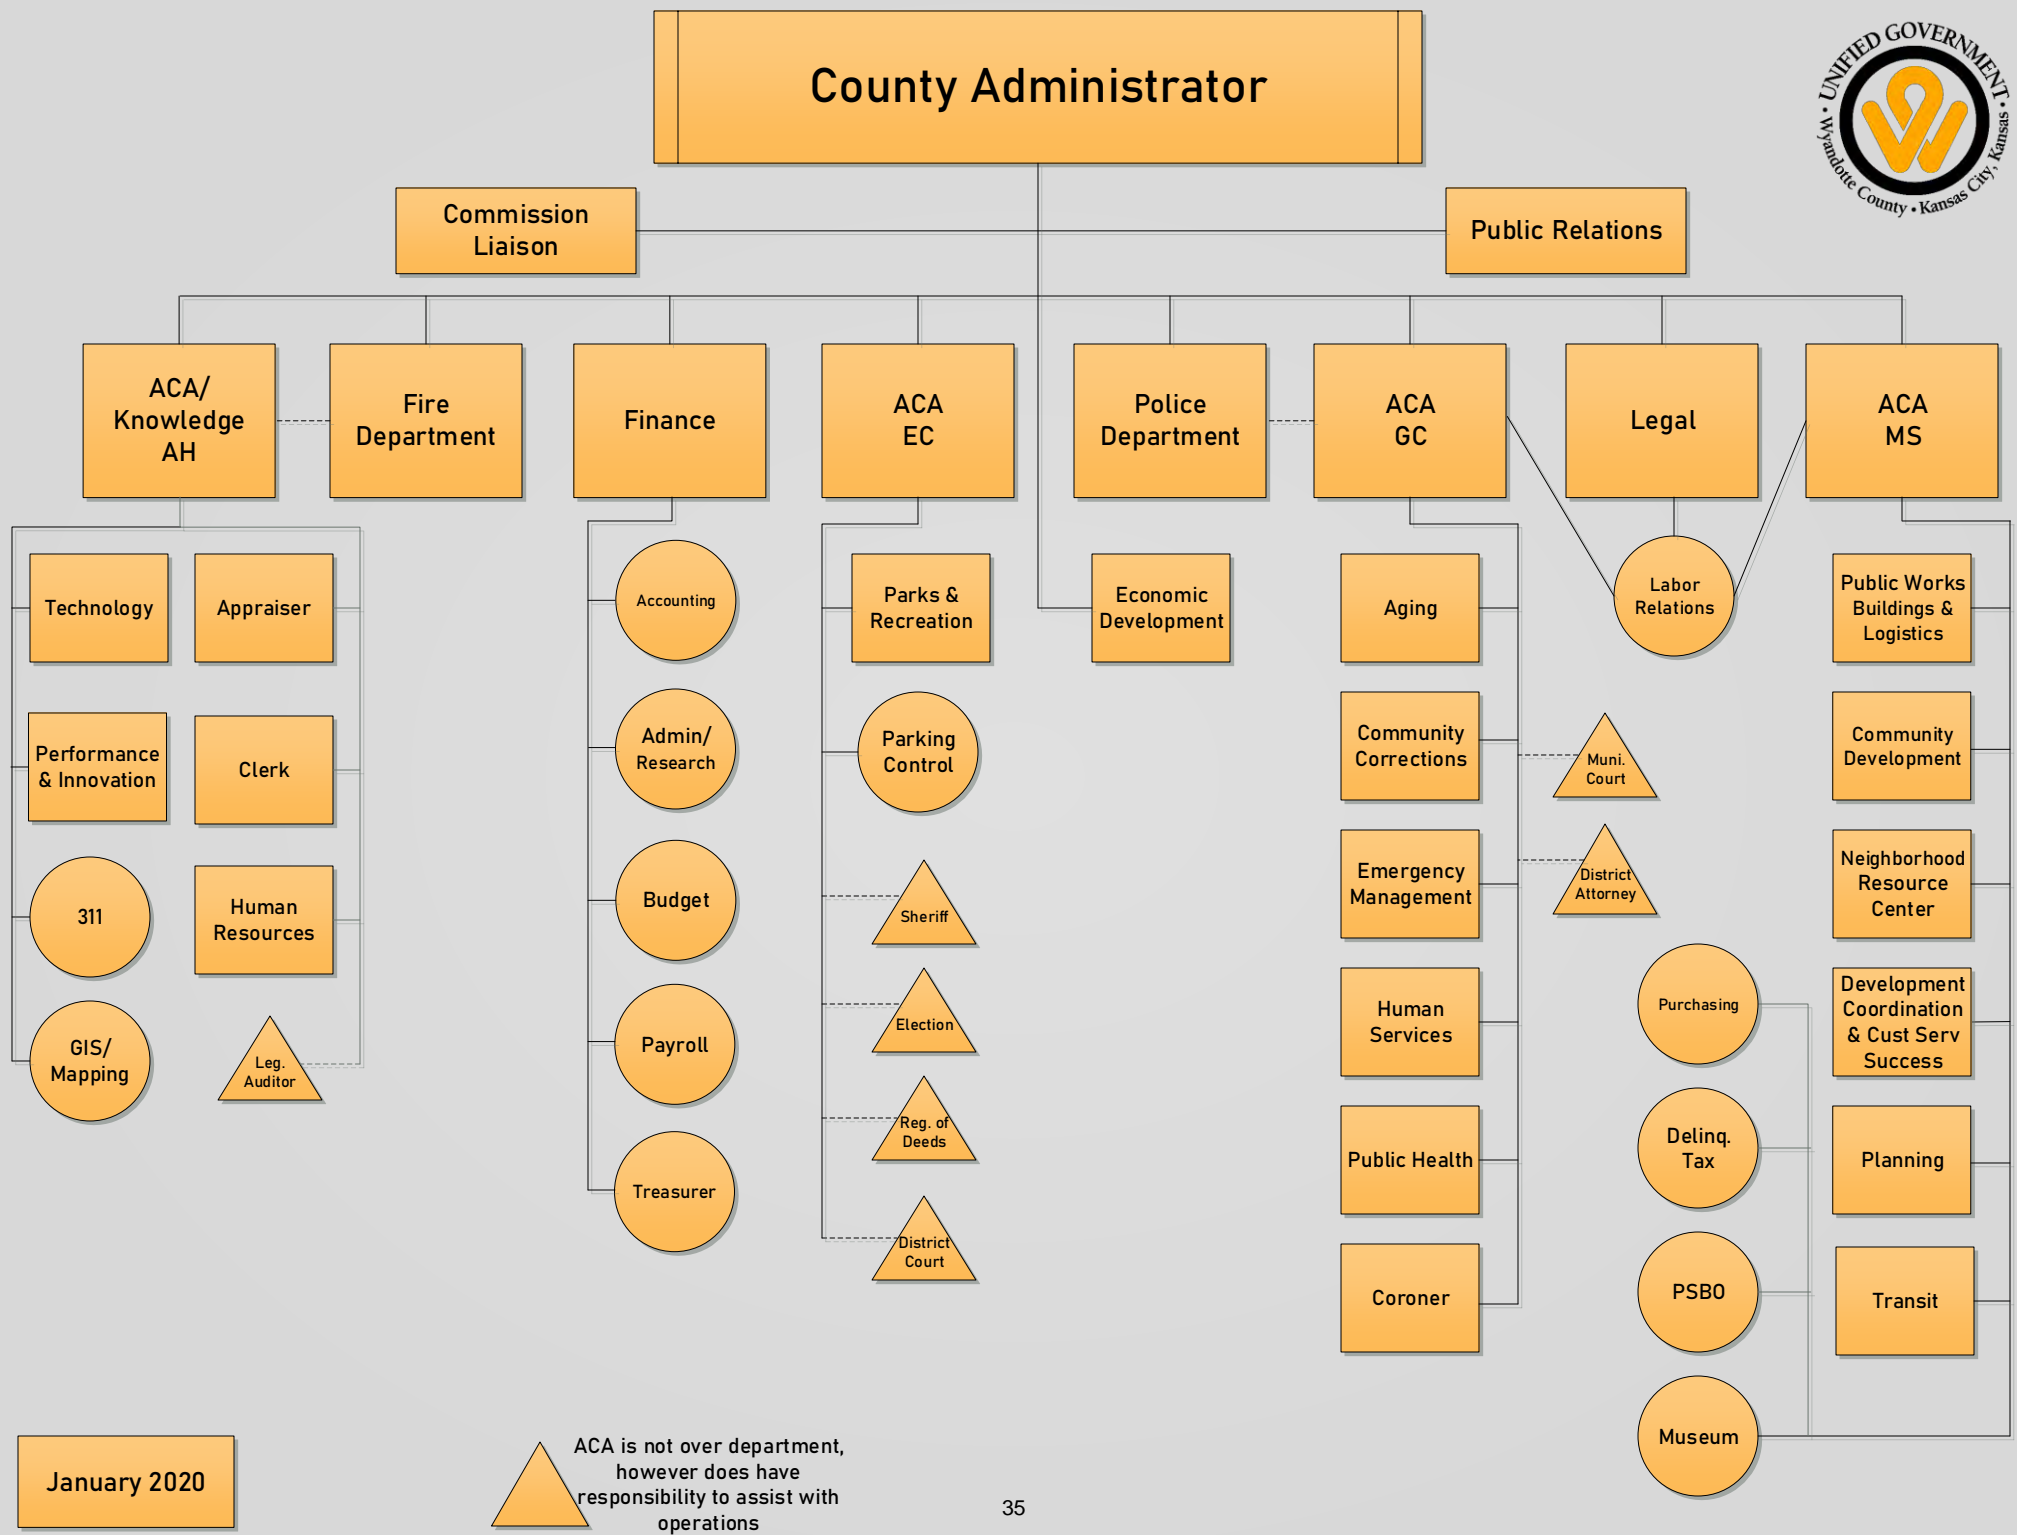 County Administrator
UNIFIED GOVERNMENT
Wyandotte County • Kansas City, Kansas
Commission
Liaison
Public Relations
ACA/
Knowledge
AH
Fire
Department
Finance
ACA
EC
Police
Department
ACA
GC
Legal
ACA
MS
Technology
Appraiser
Performance
& Innovation
Clerk
311
Human
Resources
GIS/
Mapping
Leg.
Auditor
Accounting
Admin/
Research
Budget
Payroll
Treasurer
Parks &
Recreation
Parking
Control
Sheriff
Election
Reg. of
Deeds
District
Court
Economic
Development
Aging
Community
Corrections
Emergency
Management
Human
Services
Public Health
Coroner
Muni.
Court
District
Attorney
Labor
Relations
Purchasing
Delinq.
Tax
PSBO
Museum
Public Works
Buildings &
Logistics
Community
Development
Neighborhood
Resource
Center
Development
Coordination
& Cust Serv
Success
Planning
Transit
January 2020
ACA is not over department,
however does have
responsibility to assist with
operations
35